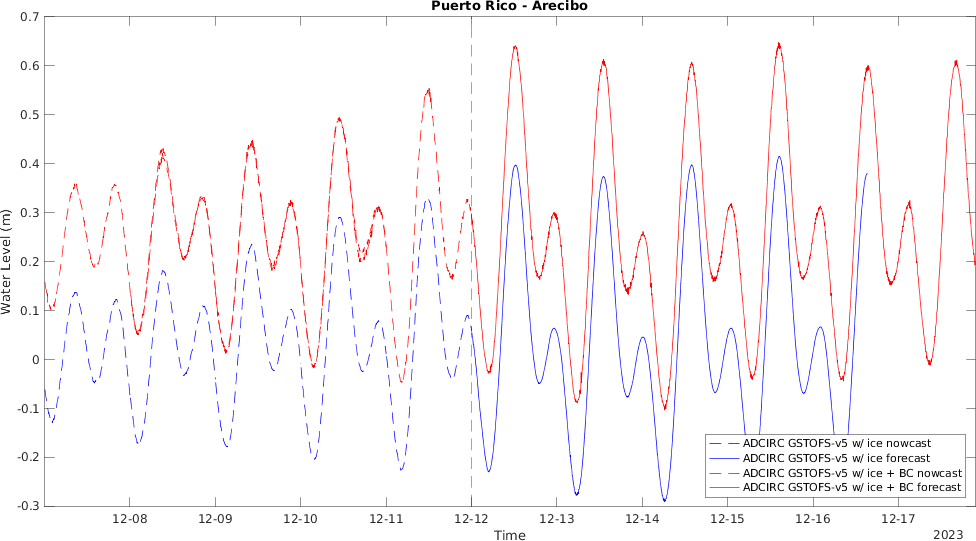 Puerto Rico - Arecibo
0.7
0.6
0.5
0.4
0.3
0.2
0.1
0
-0.1
-0.2
-0.3
Water Level (m)
ADCIRC GSTOFS-v5 w/ ice nowcast
ADCIRC GSTOFS-v5 w/ ice forecast
ADCIRC GSTOFS-v5 w/ ice + BC nowcast
ADCIRC GSTOFS-v5 w/ ice + BC forecast
12-08 12-09 12-10 12-11 12-12 12-13 12-14 12-15 12-16 12-17
Time
2023